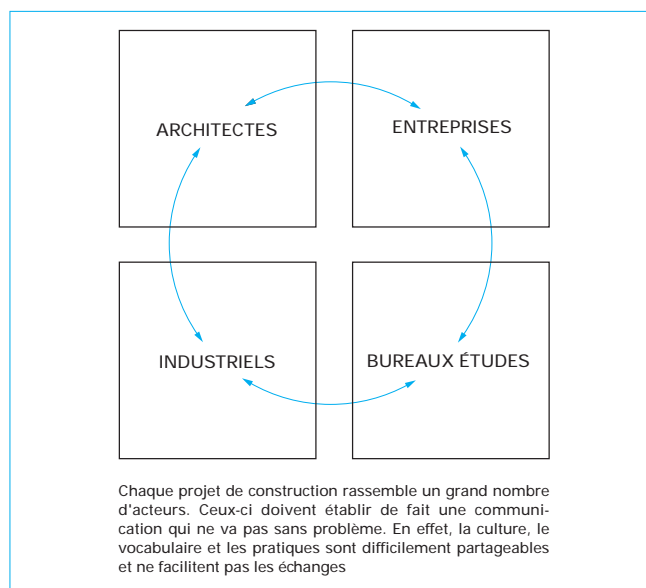 ARCHITECTES
ENTREPRISES
INDUSTRIELS
BUREAUX ÉTUDES
Chaque projet de construction rassemble un grand nombre
d'acteurs. Ceux-ci doivent établir de fait une communi-
cation qui ne va pas sans problème. En effet, la culture, le
vocabulaire et les pratiques sont difficilement partageables
et ne facilitent pas les échanges